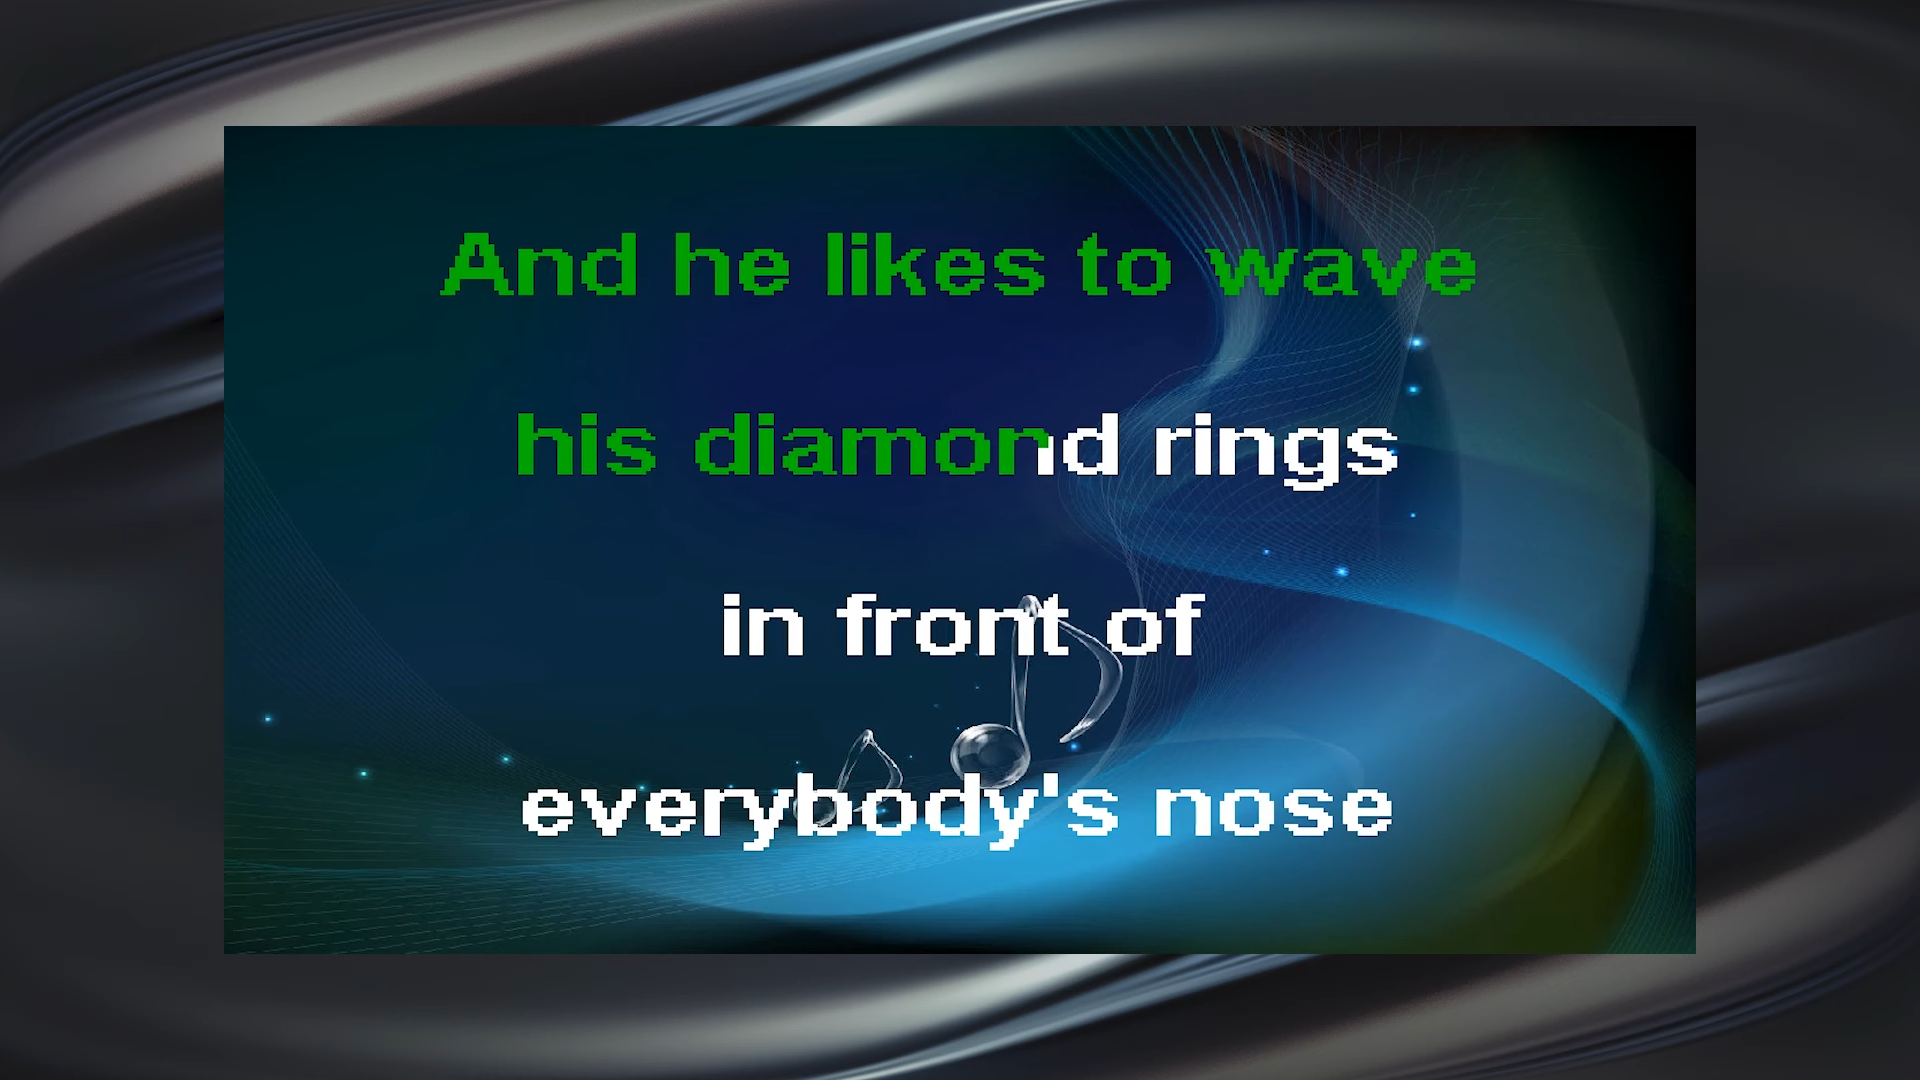 And he likes to wave
his diamond rings
in front of
everybody's nose